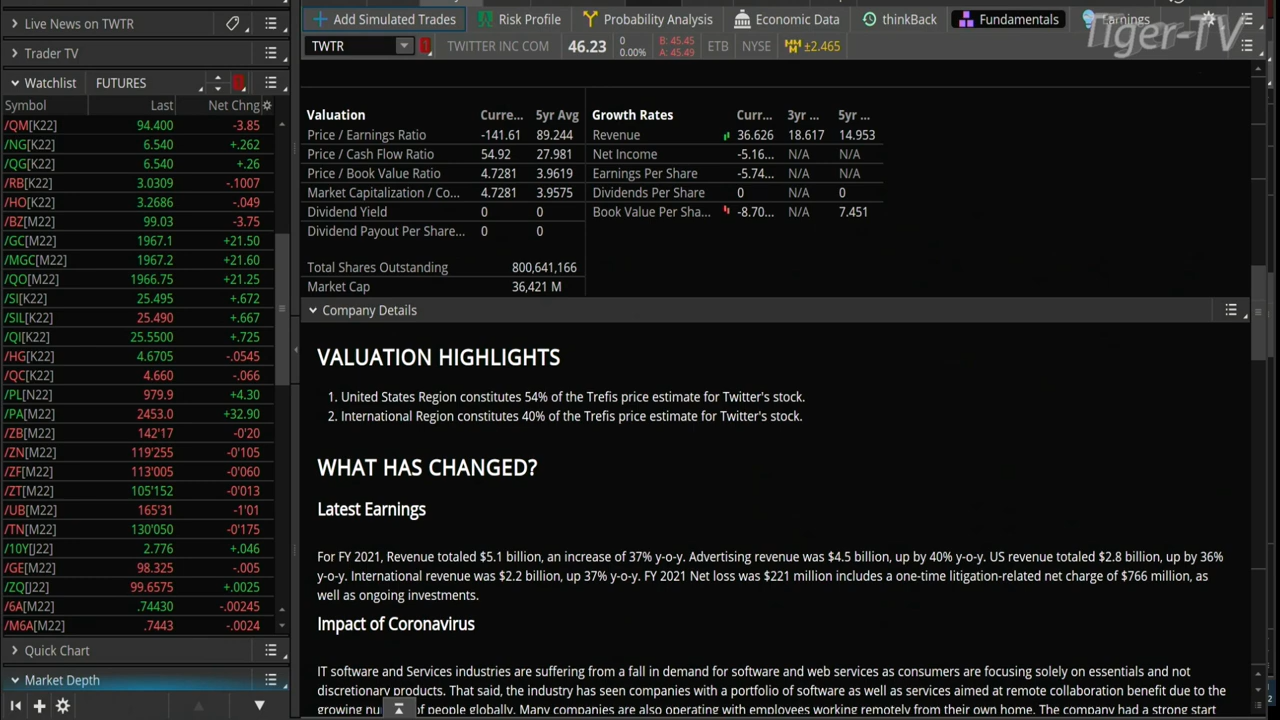 Live News on TWTR
Add Simulated Trades
Risk Profile
Probability Analysis
Economic Data
thinkBack
Fundamentals
Earnings
Tiger-TV
Trader TV
TWTR
TWITTER INC COM
46.23
0
0.00%
B: 45.45
A: 45.49
ETB
NYSE
±2.465
Watchlist
FUTURES
Symbol Last Net Chng
/QM[K22] 94.400 -3.85
/NG[K22] 6.540 +.262
/QG[K22] 6.540 +.26
/RB[K22] 3.0309 -.1007
/HO[K22] 3.2686 -.049
/BZ[M22] 99.03 -3.75
/GC[M22] 1967.1 +21.50
/MGC[M22] 1967.2 +21.60
/QO[M22] 1966.75 +21.25
/SI[K22] 25.495 +.672
/SIL[K22] 25.490 +.667
/QI[K22] 25.5500 +.725
/HG[K22] 4.6705 -.0545
/QC[K22] 4.660 -.066
/PL[N22] 979.9 +4.30
/PA[M22] 2453.0 +32.90
/ZB[M22] 142'17 -0'20
/ZN[M22] 119'255 -0'105
/ZF[M22] 113'005 -0'060
/ZT[M22] 105'152 -0'013
/UB[M22] 165'31 -1'01
/TN[M22] 130'050 -0'175
/10Y[J22] 2.776 +.046
/GE[M22] 98.325 -.005
/ZQ[J22] 99.6575 +.0025
/6A[M22] .74430 -.00245
/M6A[M22] .7443 -.0024
Quick Chart
Market Depth
Valuation Curre... 5yr Avg
Price / Earnings Ratio -141.61 89.244
Price / Cash Flow Ratio 54.92 27.981
Price / Book Value Ratio 4.7281 3.9619
Market Capitalization / Co... 4.7281 3.9575
Dividend Yield 0 0
Dividend Payout Per Share... 0 0
Total Shares Outstanding 800,641,166
Market Cap 36,421 M
Growth Rates Curr... 3yr ... 5yr ...
Revenue 36.626 18.617 14.953
Net Income -5.16... N/A N/A
Earnings Per Share -5.74... N/A N/A
Dividends Per Share 0 N/A 0
Book Value Per Sha... -8.70... N/A 7.451
Company Details
VALUATION HIGHLIGHTS
1. United States Region constitutes 54% of the Trefis price estimate for Twitter's stock.
2. International Region constitutes 40% of the Trefis price estimate for Twitter's stock.
WHAT HAS CHANGED?
Latest Earnings
For FY 2021, Revenue totaled $5.1 billion, an increase of 37% y-o-y. Advertising revenue was $4.5 billion, up by 40% y-o-y. US revenue totaled $2.8 billion, up by 36%
y-o-y. International revenue was $2.2 billion, up 37% y-o-y. FY 2021 Net loss was $221 million includes a one-time litigation-related net charge of $766 million, as
well as ongoing investments.
Impact of Coronavirus
IT software and Services industries are suffering from a fall in demand for software and web services as consumers are focusing solely on essentials and not
discretionary products. That said, the industry has seen companies with a portfolio of software as well as services aimed at remote collaboration benefit due to the
growing of people globally. Many companies are also operating with employees working remotely from their own home. The company had a strong start